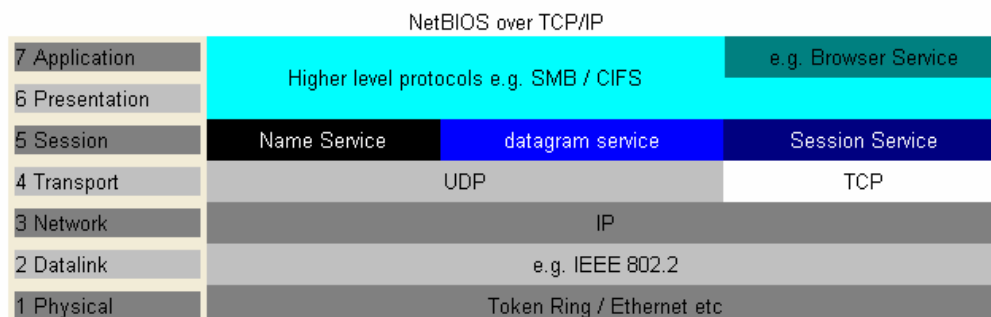 NetBIOS over TCP/IP
7 Application
e.g. Browser Service
Higher level protocols e.g. SMB / CIFS
6 Presentation
5 Session
Name Service
datagram service
Session Service
4 Transport
UDP
TCP
3 Network
IP
2 Datalink
e.g. IEEE 802.2
1 Physical
Token Ring / Ethernet etc